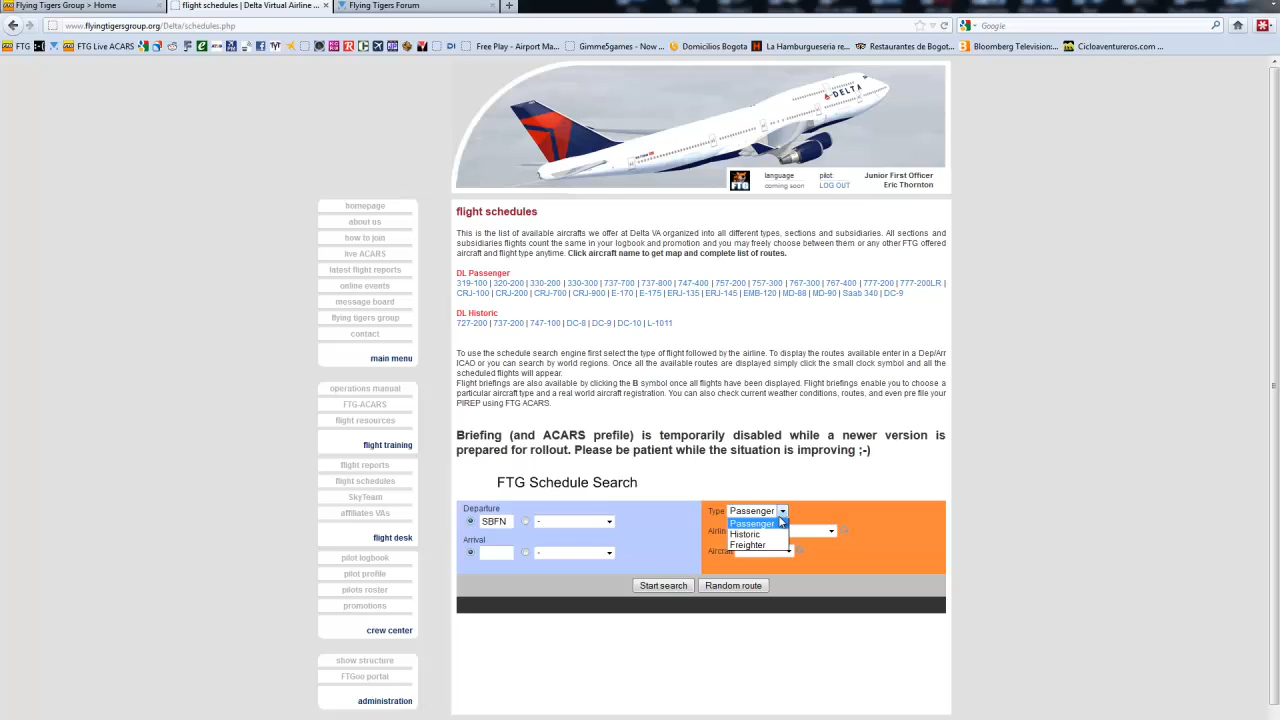 Flying Tigers Group > Home
flight schedules | Delta Virtual Airline ...
Flying Tigers Forum
www.flyingtigersgroup.org/Delta/schedules.php
Google
FTG
FTG Live ACARS
Free Play - Airport Ma...
Gimme5games - Now ...
Domicilios Bogota
La Hamburgueseria re...
Restaurantes de Bogot...
Bloomberg Television:...
Cicloaventureros.com ...
DELTA
FTG
language
coming soon
pilot:
LOG OUT
Junior First Officer
Eric Thornton
homepage
about us
how to join
live ACARS
latest flight reports
online events
message board
flying tigers group
contact
main menu
operations manual
FTG-ACARS
flight resources
flight training
flight reports
flight schedules
SkyTeam
affiliates VAs
flight desk
pilot logbook
pilot profile
pilots roster
promotions
crew center
show structure
FTGoo portal
administration
flight schedules
This is the list of available aircrafts we offer at Delta VA organized into all different types, sections and subsidiaries. All sections and
subsidiaries flights count the same in your logbook and promotion and you may freely choose between them or any other FTG offered
aircraft and flight type anytime. Click aircraft name to get map and complete list of routes.
DL Passenger
319-100 | 320-200 | 330-200 | 330-300 | 737-700 | 737-800 | 747-400 | 757-200 | 757-300 | 767-300 | 767-400 | 777-200 | 777-200LR |
CRJ-100 | CRJ-200 | CRJ-700 | CRJ-900 | E-170 | E-175 | ERJ-135 | ERJ-145 | EMB-120 | MD-88 | MD-90 | Saab 340 | DC-9
DL Historic
727-200 | 737-200 | 747-100 | DC-8 | DC-9 | DC-10 | L-1011
To use the schedule search engine first select the type of flight followed by the airline. To display the routes available enter in a Dep/Arr
ICAO or you can search by world regions. Once all the available routes are displayed simply click the small clock symbol and all the
scheduled flights will appear.
Flight briefings are also available by clicking the B symbol once all flights have been displayed. Flight briefings enable you to choose a
particular aircraft type and a real world aircraft registration. You can also check current weather conditions, routes, and even pre file your
PIREP using FTG ACARS.
Briefing (and ACARS prefile) is temporarily disabled while a newer version is
prepared for rollout. Please be patient while the situation is improving ;-)
FTG Schedule Search
Departure
SBFN
-
Arrival
-
Type
Passenger
Passenger
Historic
Freighter
Airlin
Aircraft
Start search
Random route